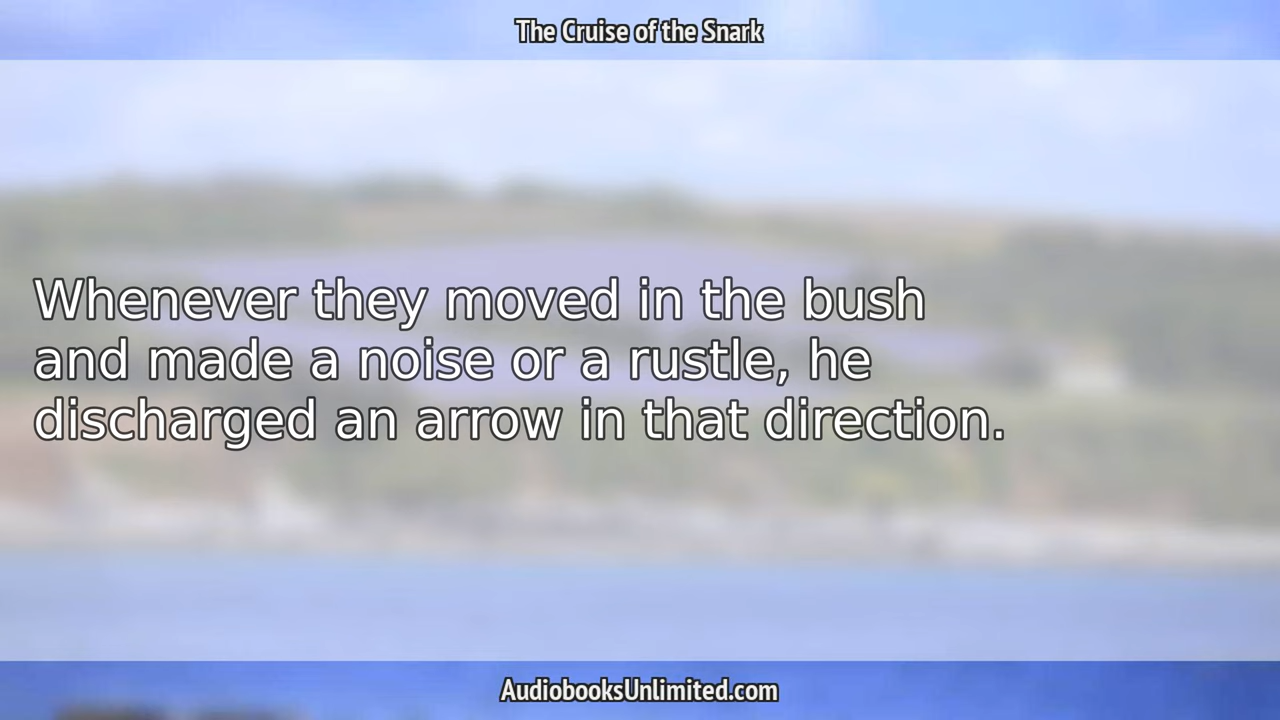 The Cruise of the Snark
Whenever they moved in the bush
and made a noise or a rustle, he
discharged an arrow in that direction.
AudiobooksUnlimited.com